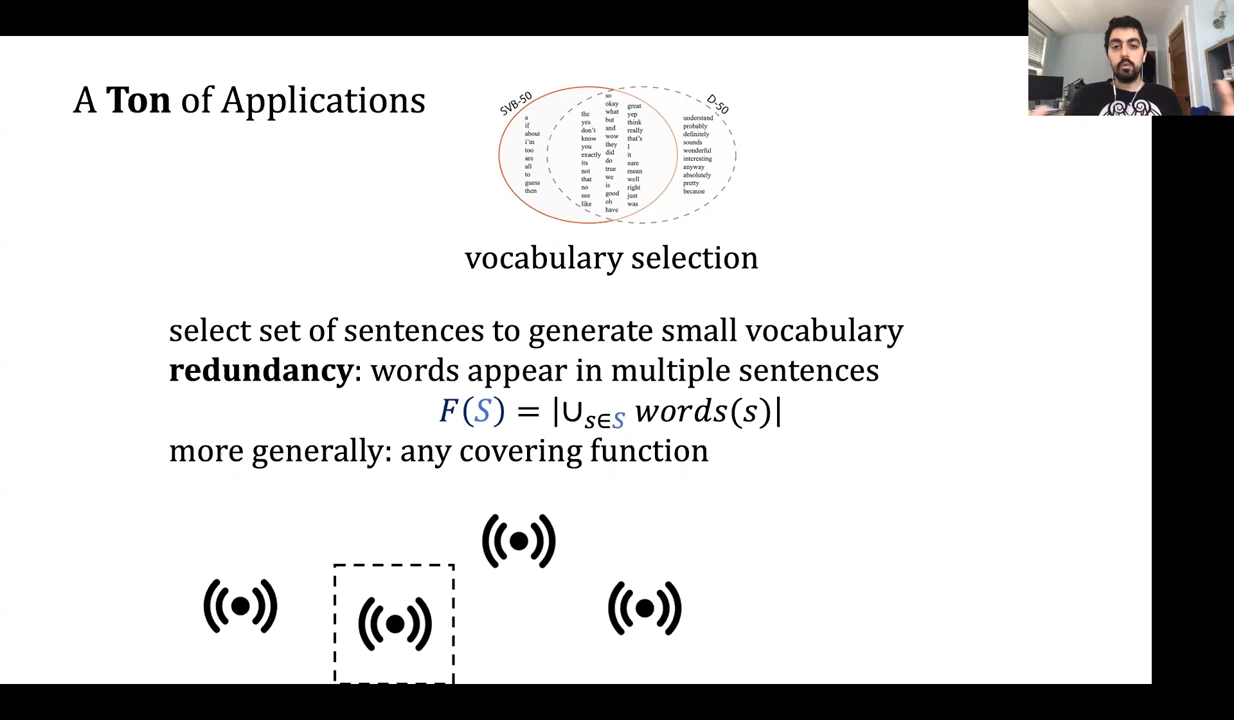 A Ton of Applications
SVB-50
D-50
a
if
about
i'm
too
are
all
to
guess
then
the
yes
don't
know
you
exactly
its
not
that
no
see
like
so
okay
what
but
and
wow
they
did
do
true
we
is
good
oh
have
great
yep
think
really
that's
I
it
sure
mean
well
right
just
was
understand
probably
definitely
sounds
wonderful
interesting
anyway
absolutely
pretty
because
vocabulary selection
select set of sentences to generate small vocabulary
redundancy: words appear in multiple sentences
F(S) = |∪s∈S words(s)|
more generally: any covering function